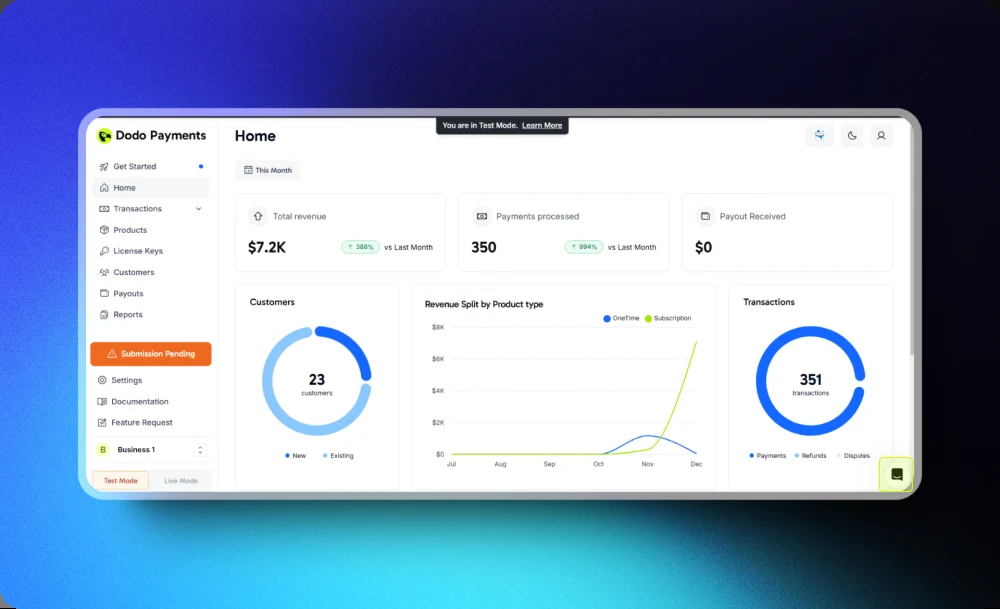 You are in Test Mode. Learn More
Dodo Payments
Get Started
Home
Transactions
Products
License Keys
Customers
Payouts
Reports
Submission Pending
Settings
Documentation
Feature Request
B Business 1
Test Mode Live Mode
Home
This Month
Total revenue
$7.2K ↑ 388% vs Last Month
Payments processed
350 ↑ 994% vs Last Month
Payout Received
$0
Customers
23
customers
New Existing
Revenue Split by Product type
OneTime Subscription
$8K
$6K
$4K
$2K
$0
Jul Aug Sep Oct Nov Dec
Transactions
351
transactions
Payments Refunds Disputes